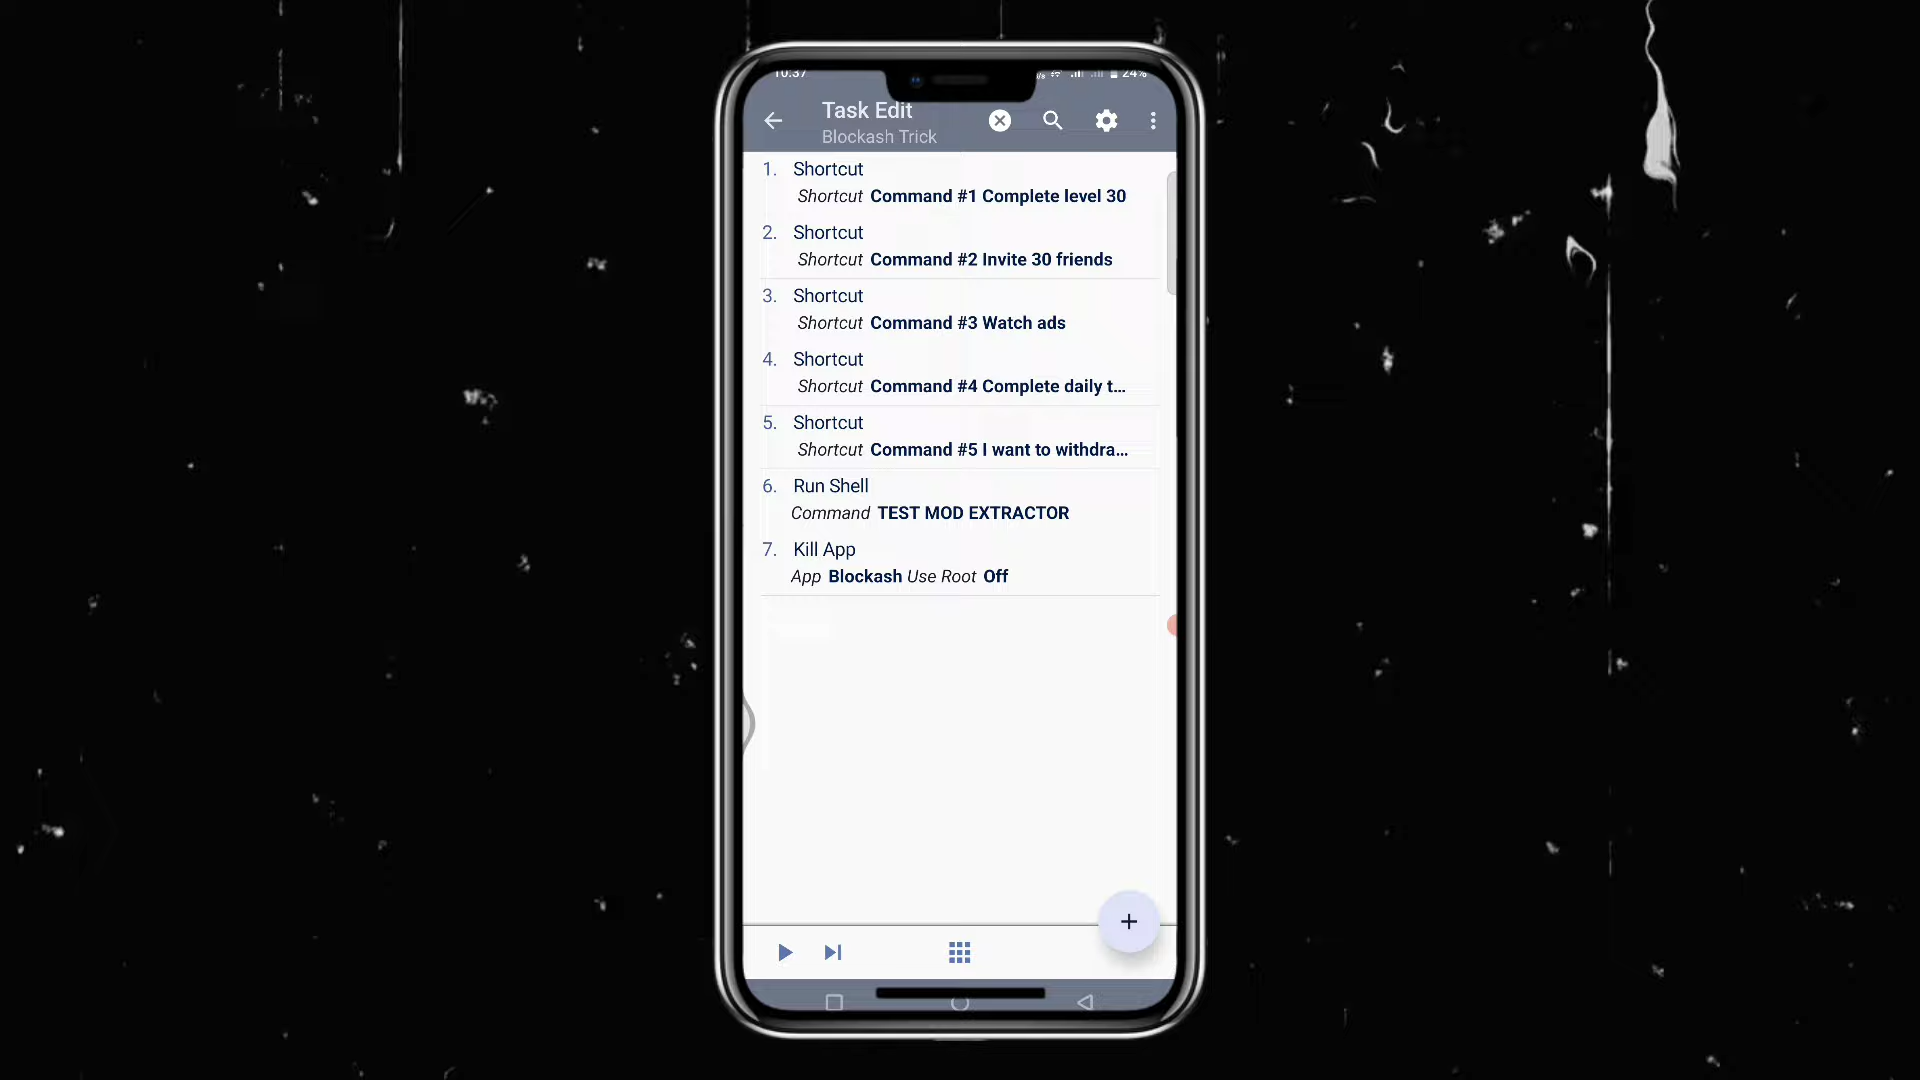 10:37
24%
Task Edit
Blockash Trick
1. Shortcut
Shortcut Command #1 Complete level 30
2. Shortcut
Shortcut Command #2 Invite 30 friends
3. Shortcut
Shortcut Command #3 Watch ads
4. Shortcut
Shortcut Command #4 Complete daily t...
5. Shortcut
Shortcut Command #5 I want to withdra...
6. Run Shell
Command TEST MOD EXTRACTOR
7. Kill App
App Blockash Use Root Off